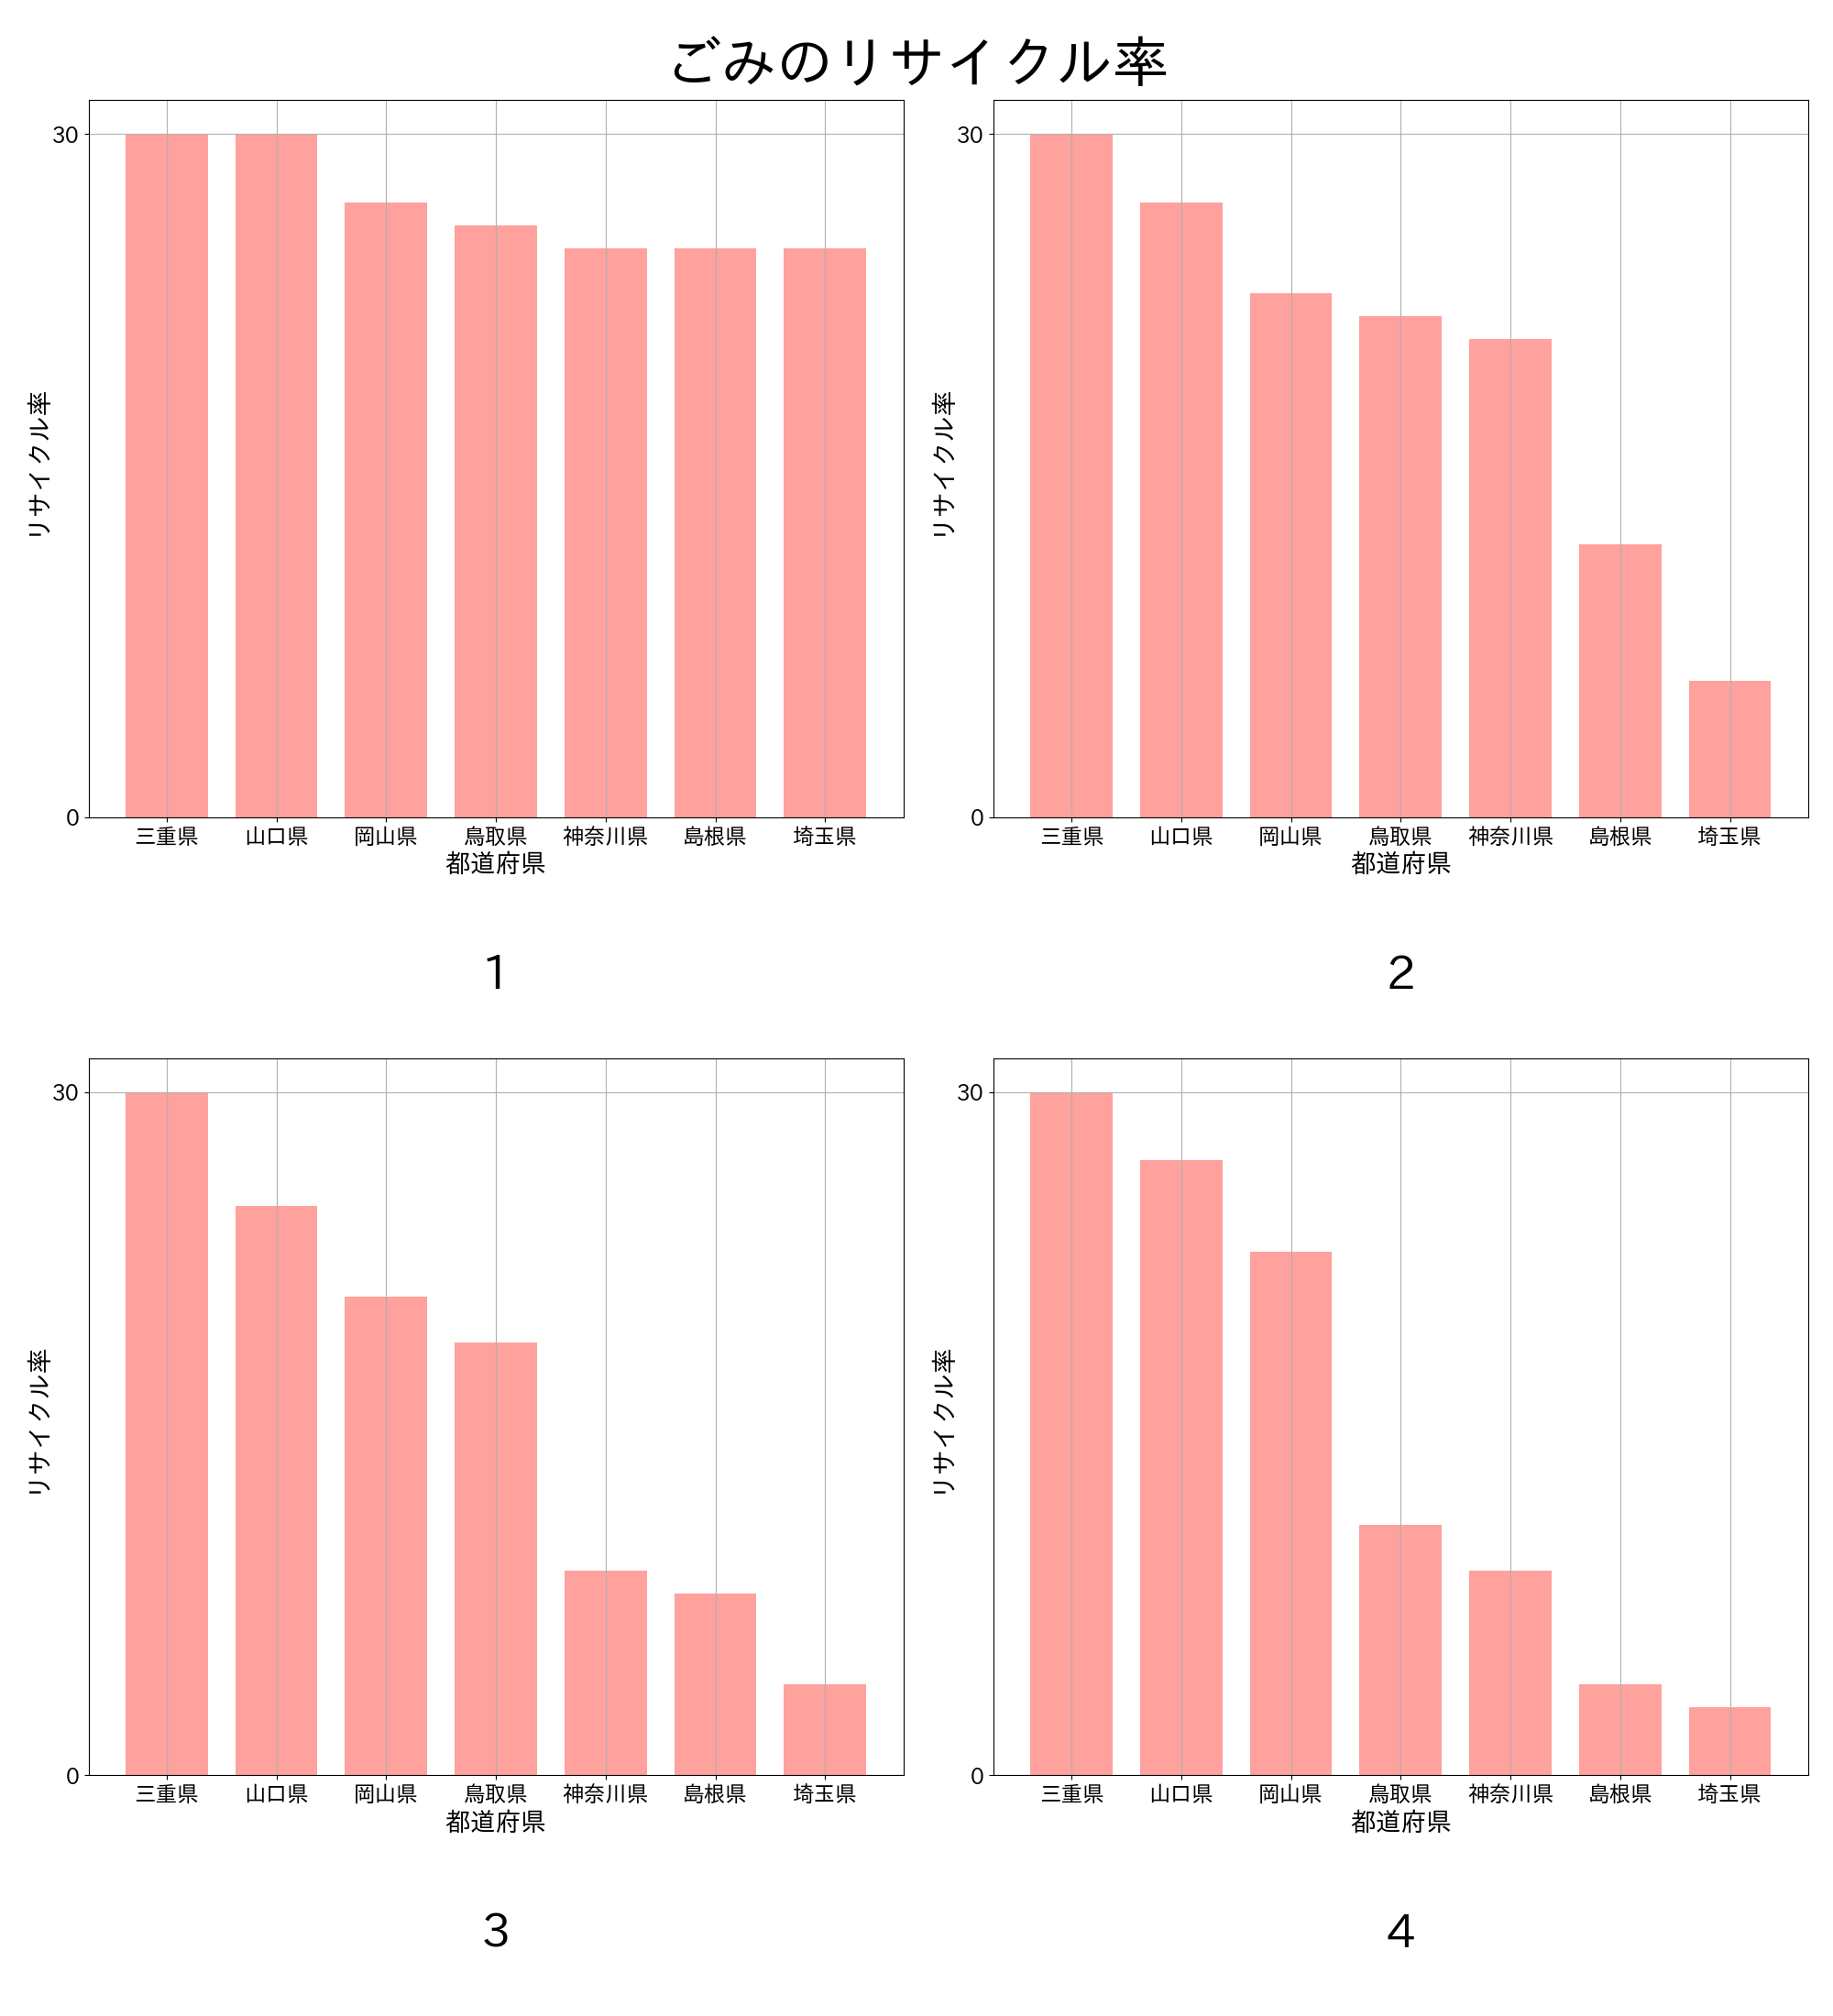 ごみのリサイクル率
30
0
リサイクル率
三重県 山口県 岡山県 鳥取県 神奈川県 島根県 埼玉県
都道府県
1
30
0
リサイクル率
三重県 山口県 岡山県 鳥取県 神奈川県 島根県 埼玉県
都道府県
2
30
0
リサイクル率
三重県 山口県 岡山県 鳥取県 神奈川県 島根県 埼玉県
都道府県
3
30
0
リサイクル率
三重県 山口県 岡山県 鳥取県 神奈川県 島根県 埼玉県
都道府県
4